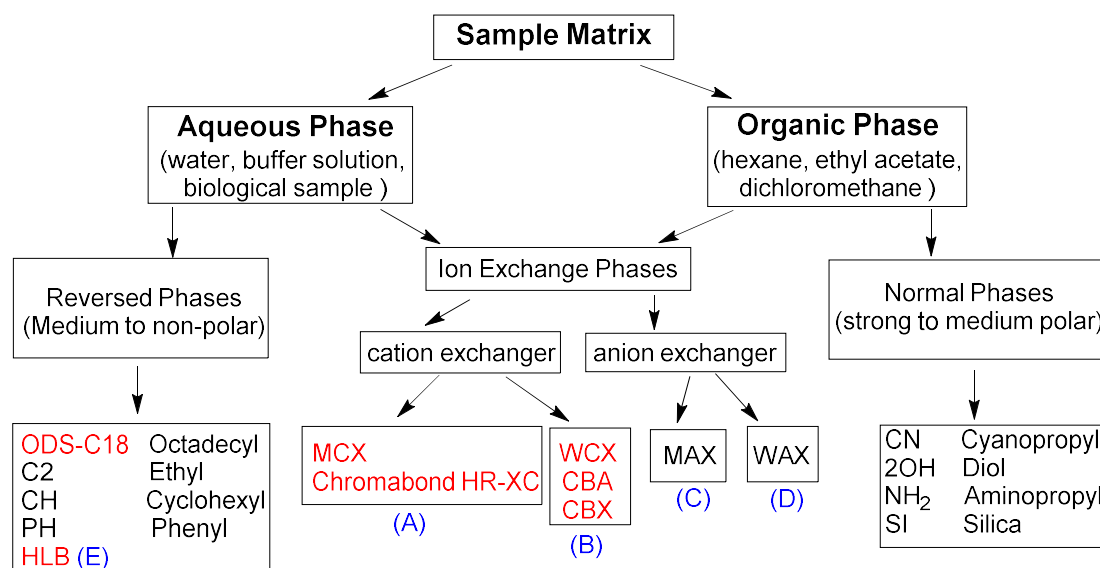 Sample Matrix
Aqueous Phase
(water, buffer solution,
biological sample )
Organic Phase
(hexane, ethyl acetate,
dichloromethane )
Reversed Phases
(Medium to non-polar)
Ion Exchange Phases
Normal Phases
(strong to medium polar)
cation exchanger
anion exchanger
ODS-C18 Octadecyl
C2 Ethyl
CH Cyclohexyl
PH Phenyl
HLB (E)
MCX
Chromabond HR-XC
(A)
WCX
CBA
CBX
(B)
MAX
(C)
WAX
(D)
CN Cyanopropyl
2OH Diol
NH2 Aminopropyl
SI Silica